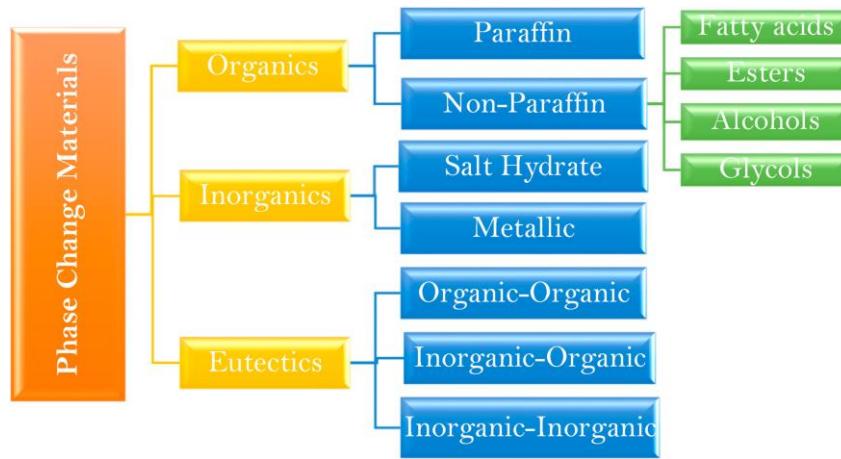 Phase Change Materials
Organics
Paraffin
Non-Paraffin
Fatty acids
Esters
Alcohols
Glycols
Inorganics
Salt Hydrate
Metallic
Eutectics
Organic-Organic
Inorganic-Organic
Inorganic-Inorganic